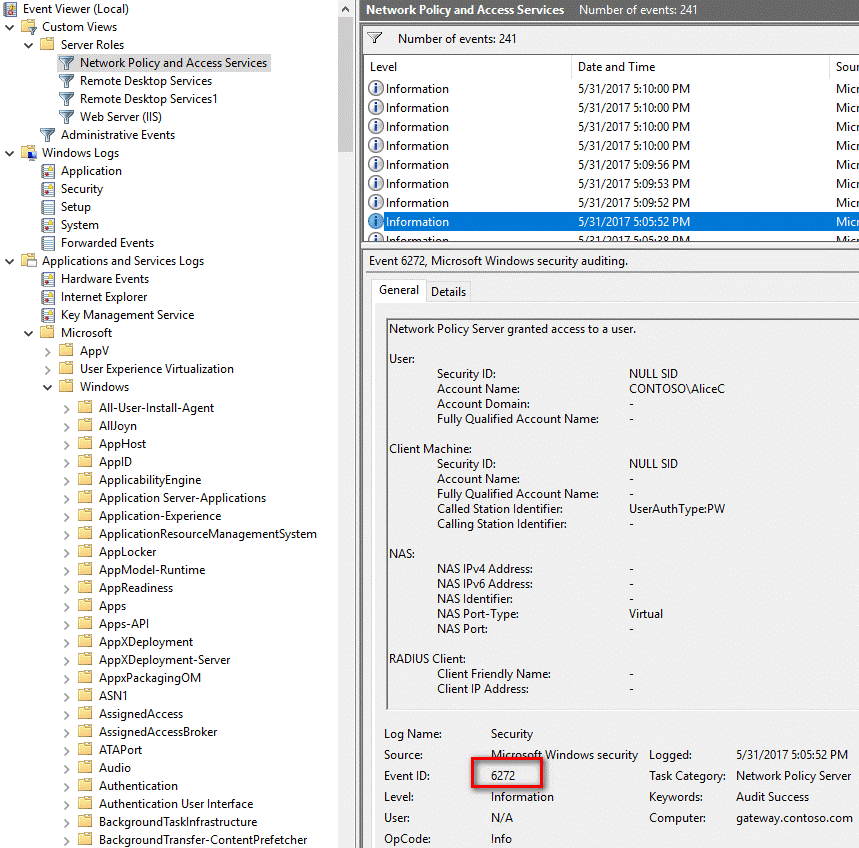 Event Viewer (Local)
Custom Views
Server Roles
Network Policy and Access Services
Remote Desktop Services
Remote Desktop Services1
Web Server (IIS)
Administrative Events
Windows Logs
Application
Security
Setup
System
Forwarded Events
Applications and Services Logs
Hardware Events
Internet Explorer
Key Management Service
Microsoft
AppV
User Experience Virtualization
Windows
All-User-Install-Agent
AllJoyn
AppHost
AppID
ApplicabilityEngine
Application Server-Applications
Application-Experience
ApplicationResourceManagementSystem
AppLocker
AppModel-Runtime
AppReadiness
Apps
Apps-API
AppXDeployment
AppXDeployment-Server
AppxPackagingOM
ASN1
AssignedAccess
AssignedAccessBroker
ATAPort
Audio
Authentication
Authentication User Interface
BackgroundTaskInfrastructure
BackgroundTransfer-ContentPrefetcher
Network Policy and Access Services Number of events: 241
Number of events: 241
Level Date and Time Sour
Information 5/31/2017 5:10:00 PM Micr
Information 5/31/2017 5:10:00 PM Micr
Information 5/31/2017 5:10:00 PM Micr
Information 5/31/2017 5:10:00 PM Micr
Information 5/31/2017 5:09:56 PM Micr
Information 5/31/2017 5:09:53 PM Micr
Information 5/31/2017 5:09:52 PM Micr
Information 5/31/2017 5:05:52 PM Micr
Information 5/31/2017 5:05:38 PM Micr
Event 6272, Microsoft Windows security auditing.
General Details
Network Policy Server granted access to a user.
User:
Security ID: NULL SID
Account Name: CONTOSO\AliceC
Account Domain: -
Fully Qualified Account Name: -
Client Machine:
Security ID: NULL SID
Account Name: -
Fully Qualified Account Name: -
Called Station Identifier: UserAuthType:PW
Calling Station Identifier: -
NAS:
NAS IPv4 Address: -
NAS IPv6 Address: -
NAS Identifier: -
NAS Port-Type: Virtual
NAS Port: -
RADIUS Client:
Client Friendly Name: -
Client IP Address: -
Log Name: Security
Source: Microsoft Windows security Logged: 5/31/2017 5:05:52 PM
Event ID: 6272 Task Category: Network Policy Server
Level: Information Keywords: Audit Success
User: N/A Computer: gateway.contoso.com
OpCode: Info